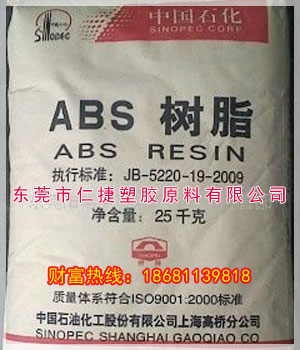 中国石化
SINOPEC SINOPEC CORP
ABS 树脂
ABS RESIN
执行标准：JB-5220-19-2009
东莞市仁捷塑胶原料有限公司
净含量：25千克
财富热线：18681139818
质量体系符合ISO9001:2000标准
中国石油化工股份有限公司上海高桥分公司
SINOPEC SHANGHAI GAOQIAO CO